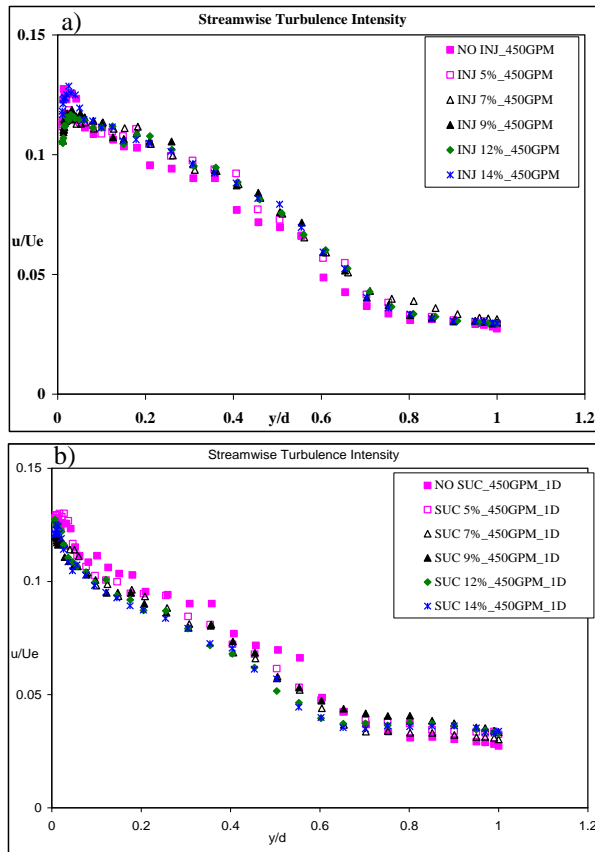 a)
Streamwise Turbulence Intensity
0.15
0.1
0.05
0
u/Ue
NO INJ_450GPM
INJ 5%_450GPM
INJ 7%_450GPM
INJ 9%_450GPM
INJ 12%_450GPM
INJ 14%_450GPM
0 0.2 0.4 0.6 0.8 1 1.2
y/d
b)
Streamwise Turbulence Intensity
0.15
0.1
0.05
0
u/Ue
NO SUC_450GPM_1D
SUC 5%_450GPM_1D
SUC 7%_450GPM_1D
SUC 9%_450GPM_1D
SUC 12%_450GPM_1D
SUC 14%_450GPM_1D
0 0.2 0.4 0.6 0.8 1 1.2
y/d